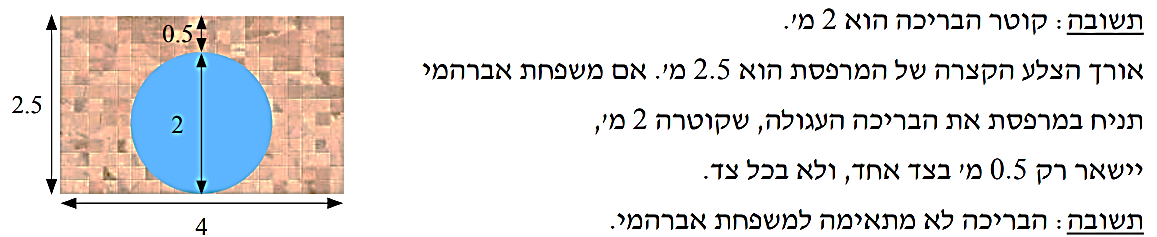 תשובה: קוטר הבריכה הוא 2 מ׳.
אורך הצלע הקצרה של המרפסת הוא 2.5 מ׳. אם משפחת אברהמי
תניח במרפסת את הבריכה העגולה, שקוטרה 2 מ׳,
יישאר רק 0.5 מ׳ בצד אחד, ולא בכל צד.
תשובה: הבריכה לא מתאימה למשפחת אברהמי.
0.5
2.5
2
4